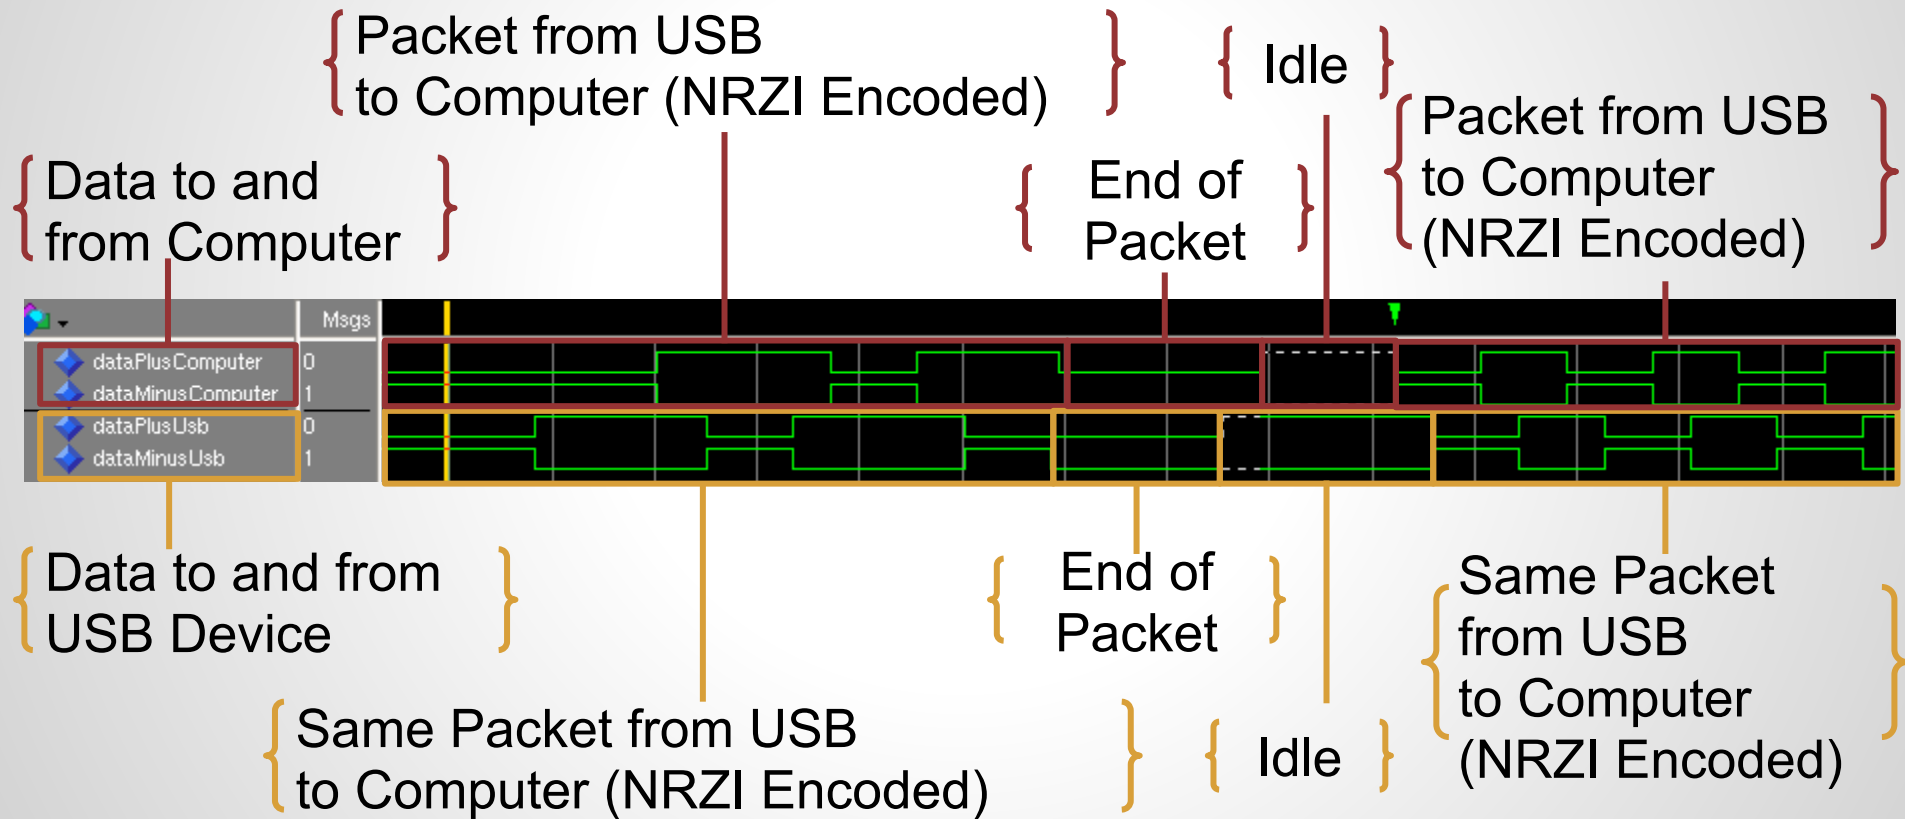 Packet from USB
to Computer (NRZI Encoded)
Idle
Packet from USB
to Computer
(NRZI Encoded)
Data to and
from Computer
End of
Packet
Msgs
dataPlusComputer 0
dataMinusComputer 1
dataPlusUsb 0
dataMinusUsb 1
Data to and from
USB Device
End of
Packet
Same Packet
from USB
to Computer
(NRZI Encoded)
Same Packet from USB
to Computer (NRZI Encoded)
Idle